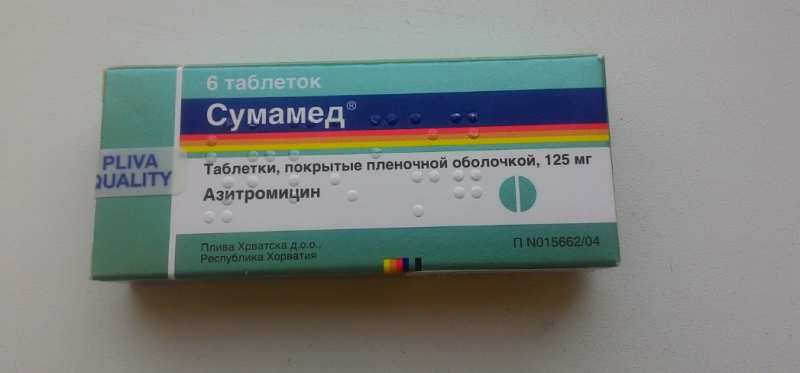 6 таблеток
Сумамед®
PLIVA
QUALITY
Таблетки, покрытые пленочной оболочкой, 125 мг
Азитромицин
Плива Хрватска д.о.о.,
Республика Хорватия
П N015662/04